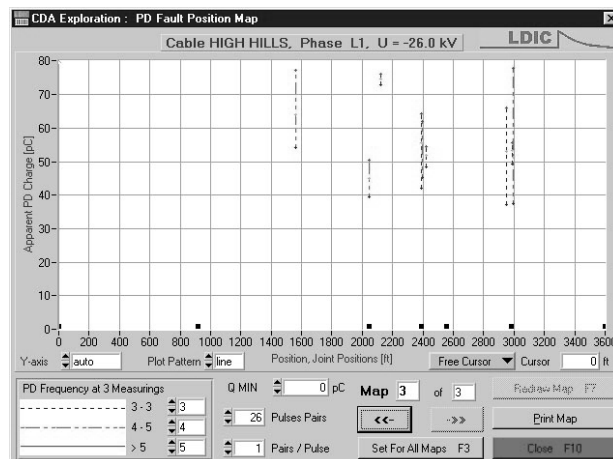 CDA Exploration : PD Fault Position Map
Cable HIGH HILLS, Phase L1, U = -26.0 kV
LDIC
Apparent PD Charge [pC]
80
70
60
50
40
30
20
10
0
0 200 400 600 800 1000 1200 1400 1600 1800 2000 2200 2400 2600 2800 3000 3200 3400 3600
Y-axis auto Plot Pattern line Position, Joint Positions [ft] Free Cursor Cursor 0 ft
PD Frequency at 3 Measurings
3 - 3 3
4 - 5 4
> 5 5
Q MIN 0 pC
26 Pulses Pairs
1 Pairs / Pulse
Map 3 of 3
<<- ->>
Set For All Maps F3
Redraw Map F7
Print Map
Close F10